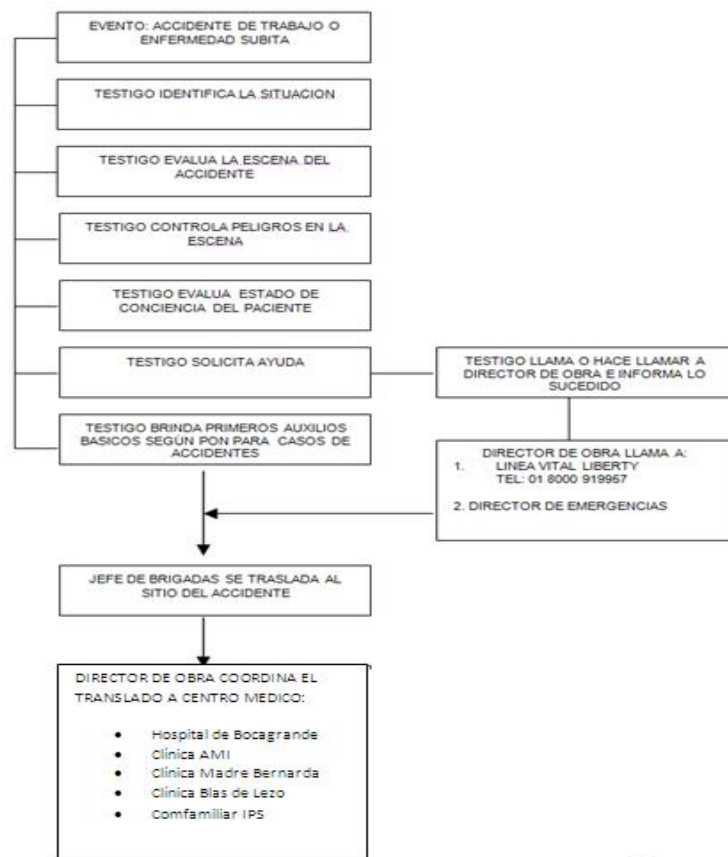 EVENTO: ACCIDENTE DE TRABAJO O
ENFERMEDAD SUBITA
TESTIGO IDENTIFICA LA SITUACION
TESTIGO EVALUA LA ESCENA DEL
ACCIDENTE
TESTIGO CONTROLA PELIGROS EN LA
ESCENA
TESTIGO EVALUA ESTADO DE
CONCIENCIA DEL PACIENTE
TESTIGO SOLICITA AYUDA
TESTIGO LLAMA O HACE LLAMAR A
DIRECTOR DE OBRA E INFORMA LO
SUCEDIDO
TESTIGO BRINDA PRIMEROS AUXILIOS
BASICOS SEGÚN PON PARA CASOS DE
ACCIDENTES
DIRECTOR DE OBRA LLAMA A:
1. LINEA VITAL LIBERTY
TEL: 01 8000 919957
2. DIRECTOR DE EMERGENCIAS
JEFE DE BRIGADAS SE TRASLADA AL
SITIO DEL ACCIDENTE
DIRECTOR DE OBRA COORDINA EL
TRANSLADO A CENTRO MEDICO:
• Hospital de Bocagrande
• Clínica AMI
• Clínica Madre Bernarda
• Clínica Blas de Lezo
• Comfamiliar IPS